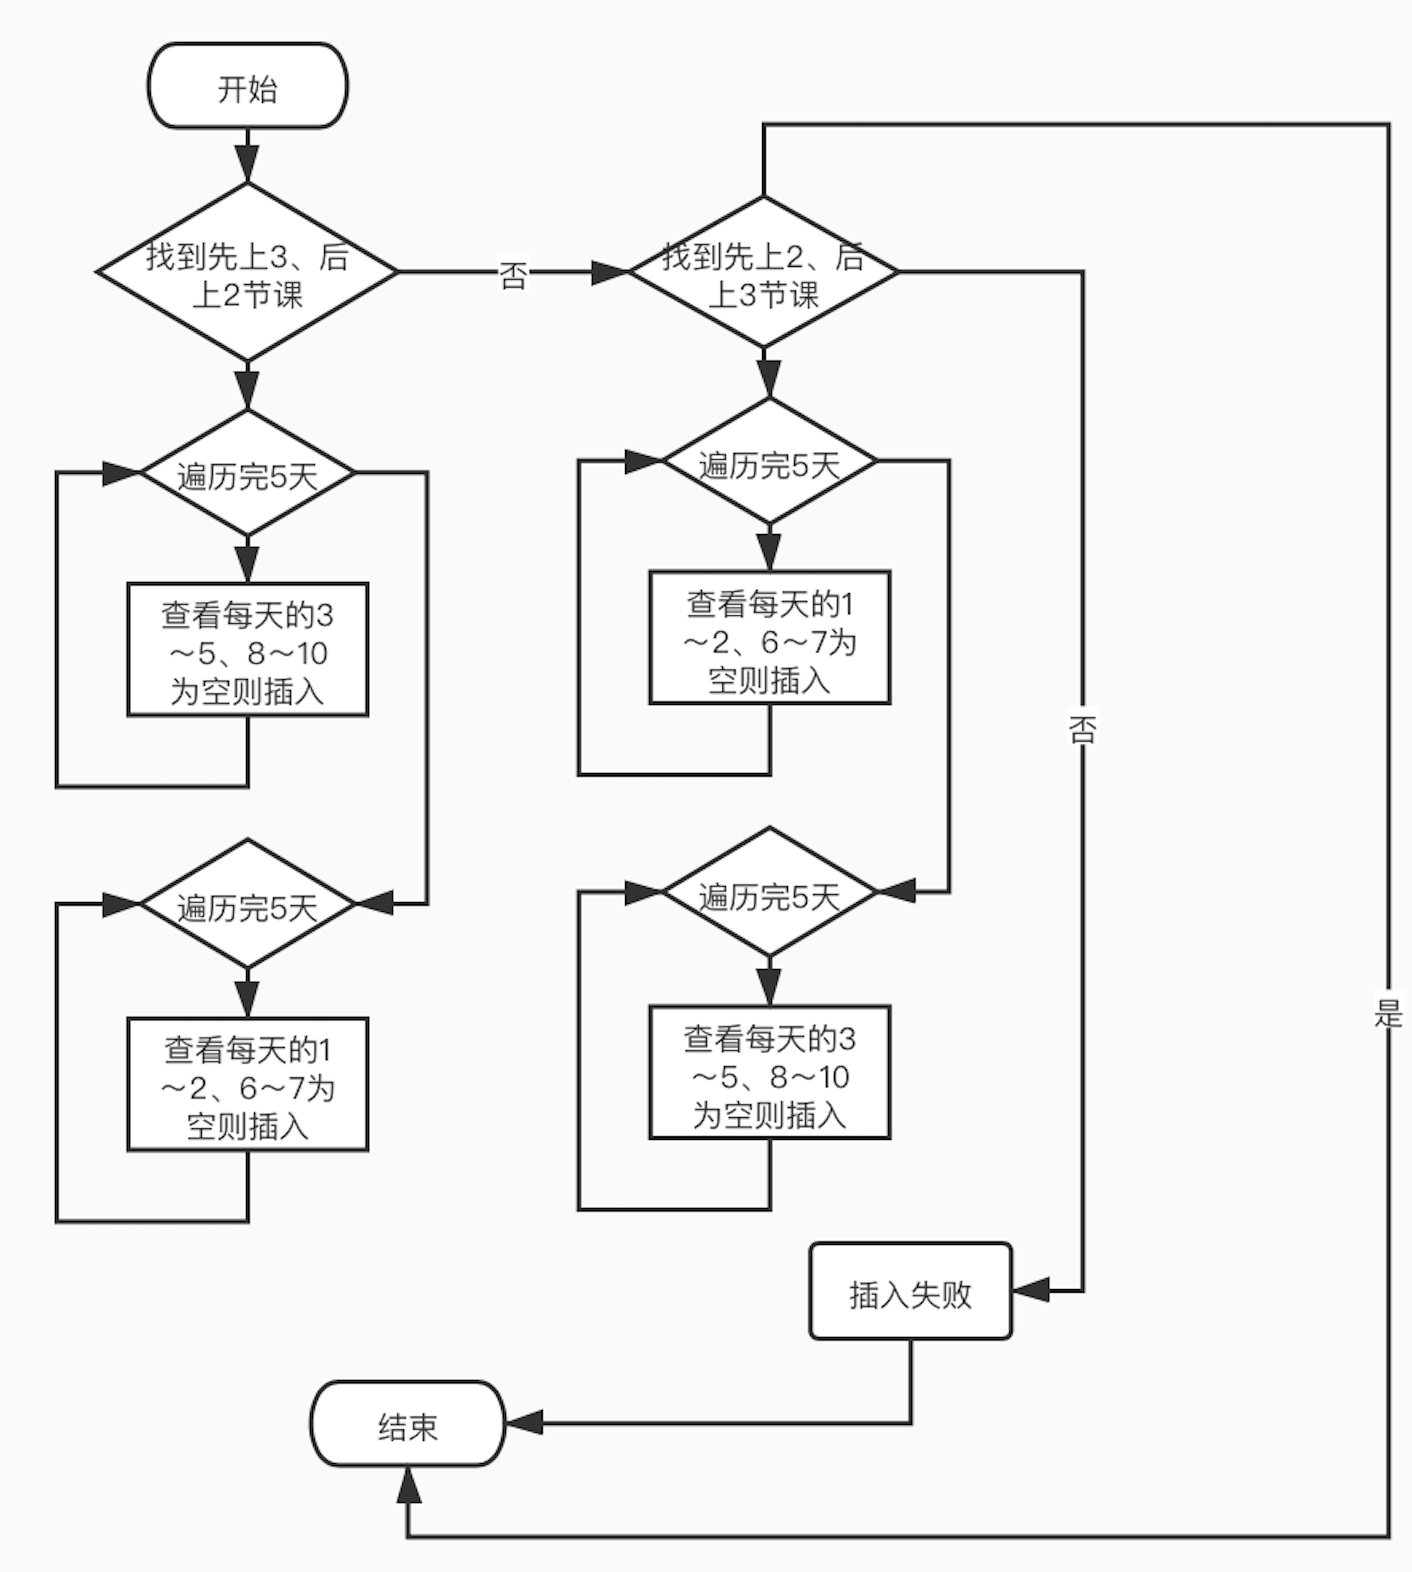 开始
找到先上3、后
上2节课
否
找到先上2、后
上3节课
遍历完5天
查看每天的3
～5、8～10
为空则插入
遍历完5天
查看每天的1
～2、6～7为
空则插入
遍历完5天
查看每天的1
～2、6～7为
空则插入
遍历完5天
查看每天的3
～5、8～10
为空则插入
否
是
插入失败
结束